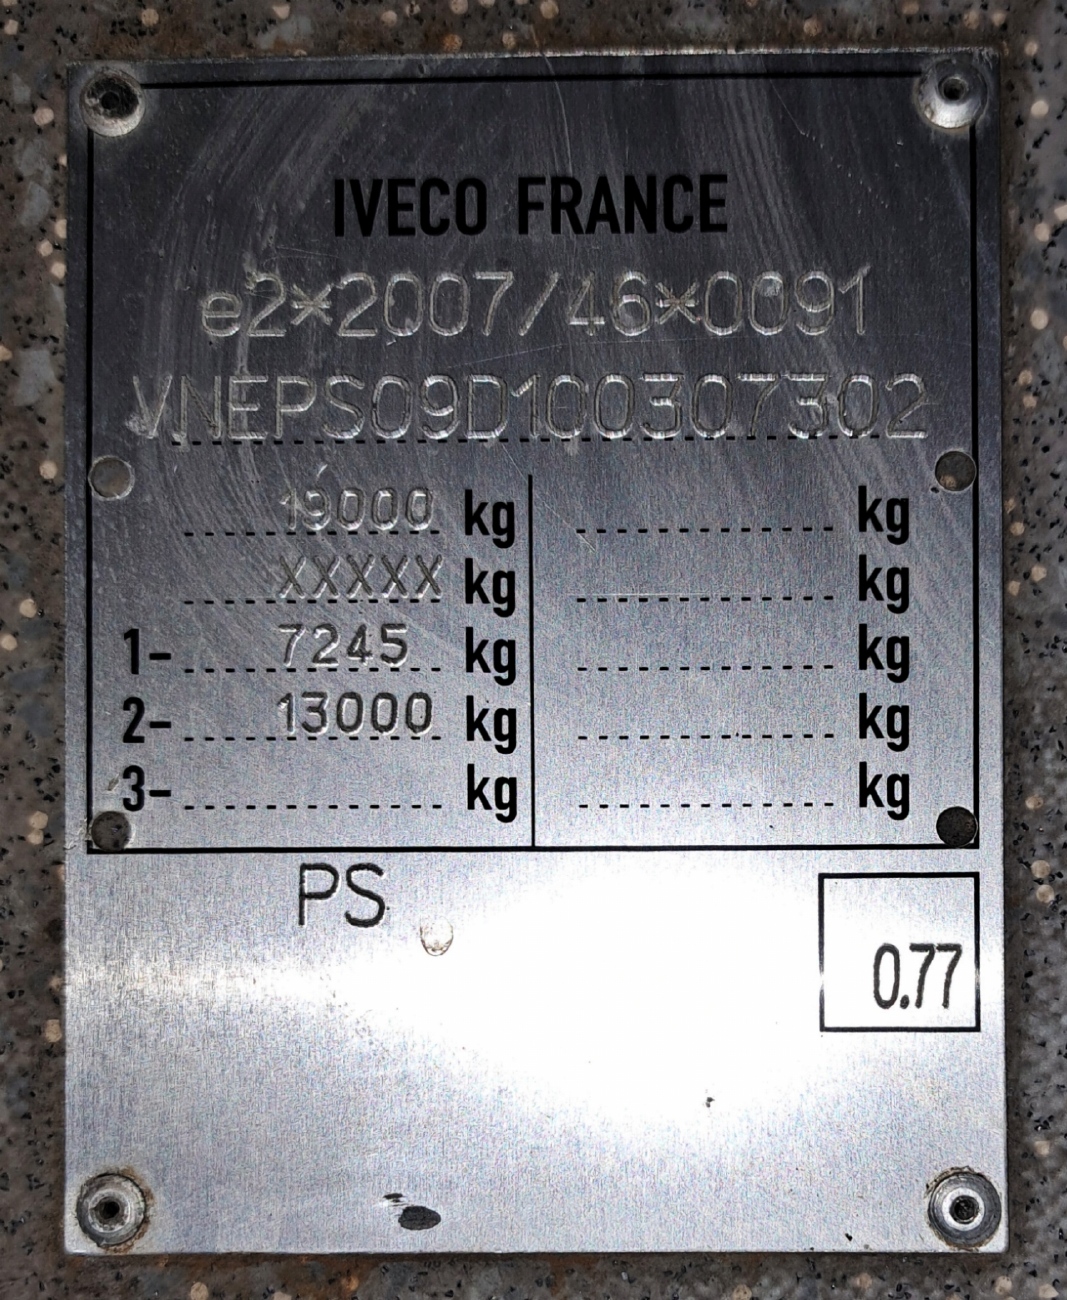 IVECO FRANCE
e2*2007/46*0091
VNEPS09D100307302
19000 kg kg
XXXXX kg kg
1- 7245 kg kg
2- 13000 kg kg
3- kg kg
PS
0.77